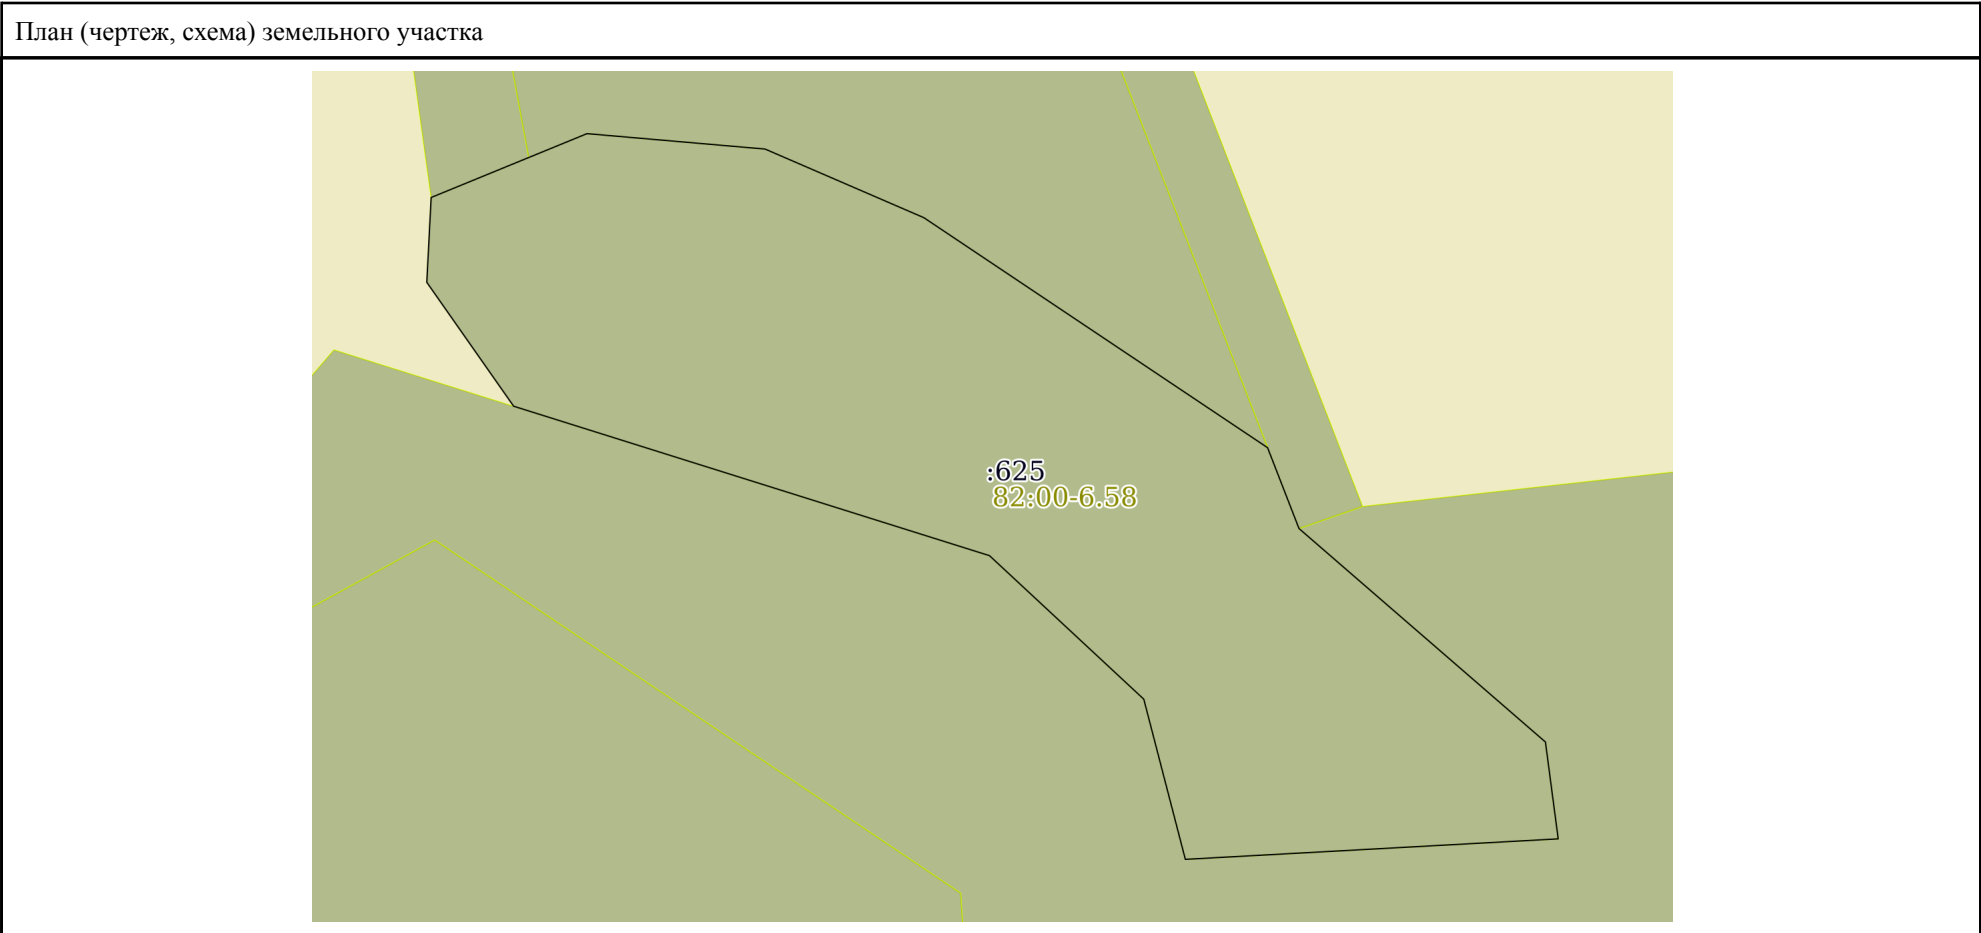 План (чертеж, схема) земельного участка
:625
82:00-6.58